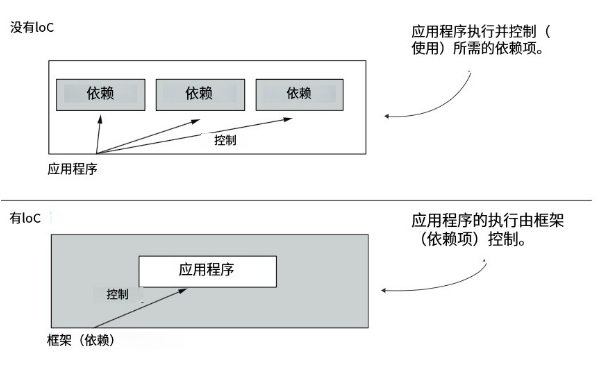 没有loC
应用程序执行并控制（
使用）所需的依赖项。
依赖
依赖
依赖
控制
应用程序
有loC
应用程序的执行由框架
（依赖项）控制。
应用程序
控制
框架（依赖）